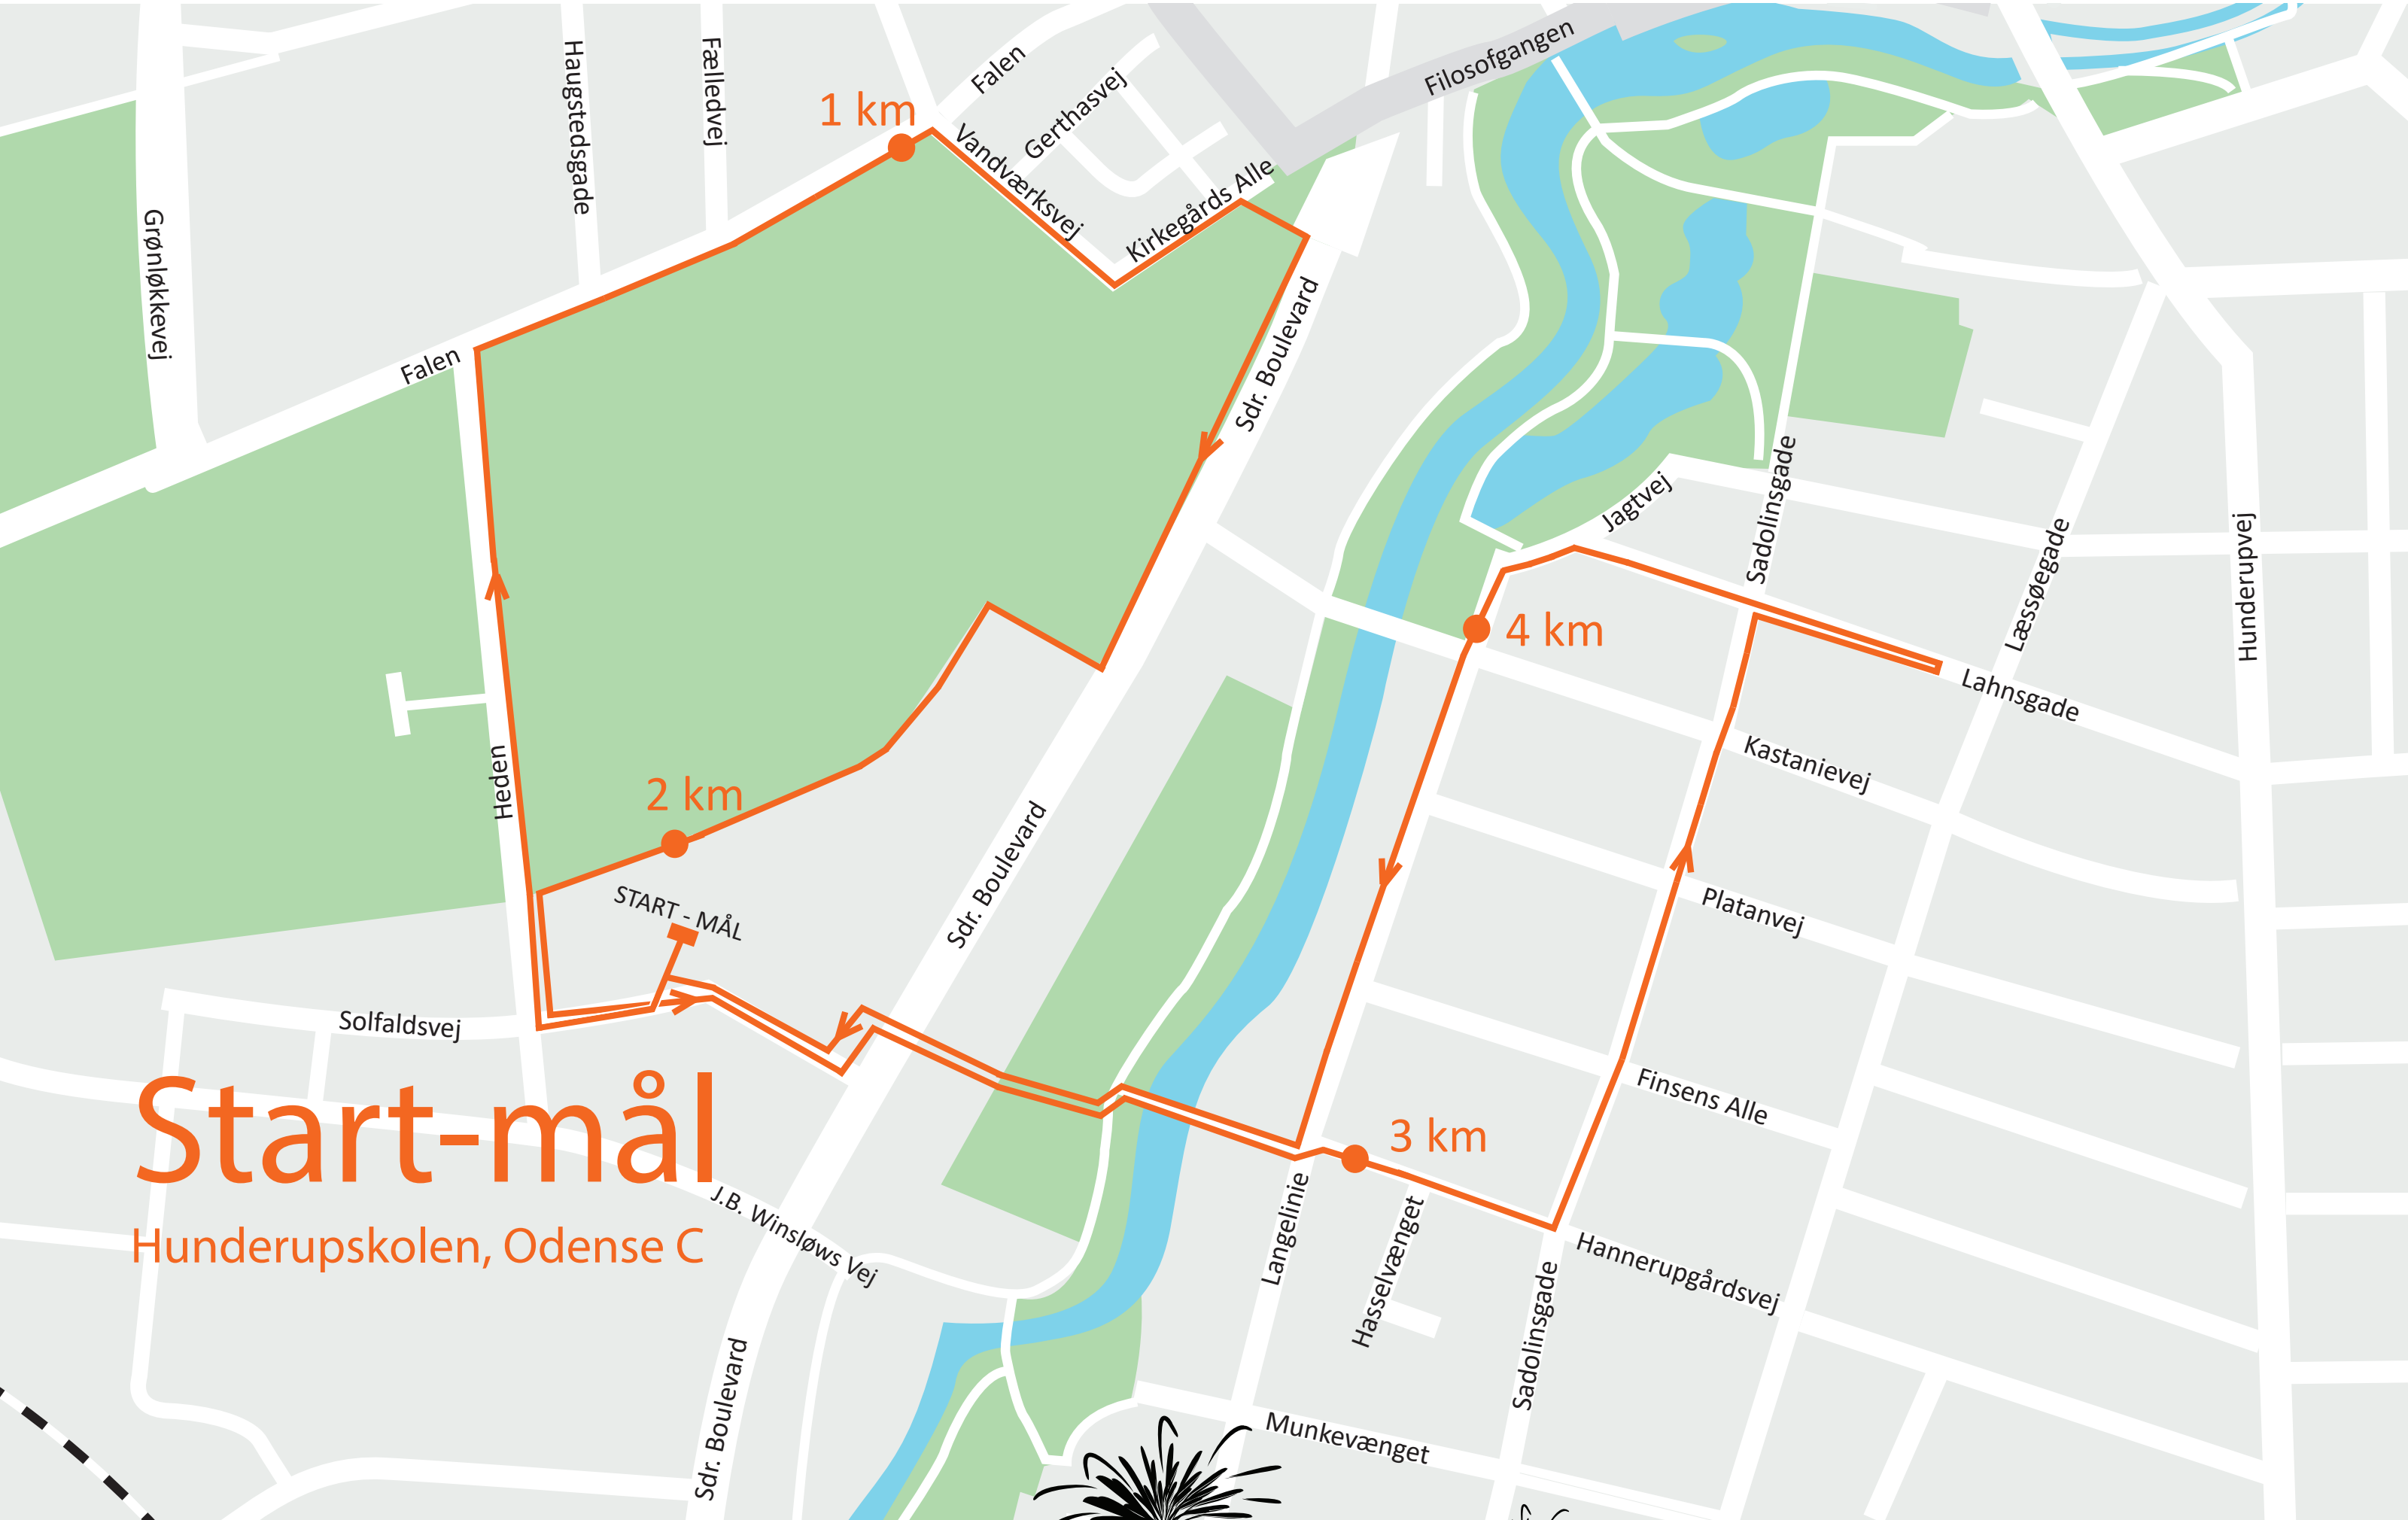 Filosofgangen
Falen
Haugstedsgade
Fælledvej
Gerthasvej
1 km
Vandværksvej
Kirkegårds Alle
Grønløkkevej
Sdr. Boulevard
Falen
Jagtvej
Sadolinsgade
Læssøegade
Hunderupvej
4 km
Lahnsgade
Kastanievej
Heden
2 km
Sdr. Boulevard
START - MÅL
Platanvej
Solfaldsvej
Start-mål
Hunderupskolen, Odense C
Finsens Alle
3 km
J.B. Winsløws Vej
Langelinie
Hasselvænget
Hannerupgårdsvej
Sadolinsgade
Sdr. Boulevard
Munkevænget